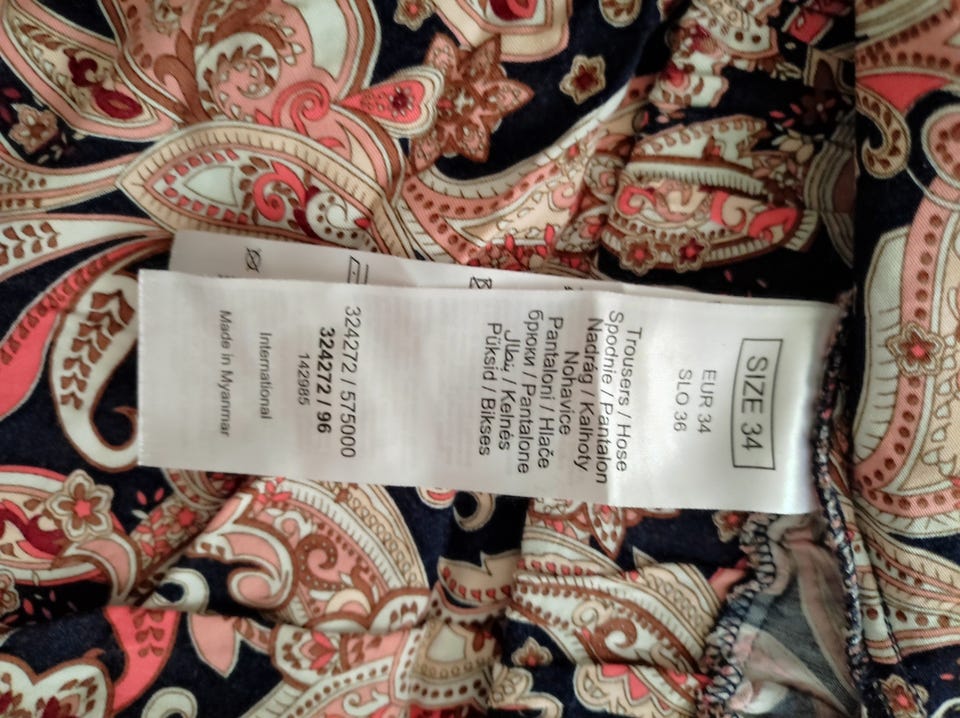 SIZE 34
EUR 34
SLO 36
Trousers / Hose
Spodnie / Pantalon
Nadrág / Kalhoty
Nohavice
Pantaloni / Hlače
брюки / Pantalone
بنطال / Kelnės
Püksid / Bikses
324272 / 575000
324272 / 96
142985
International
Made in Myanmar